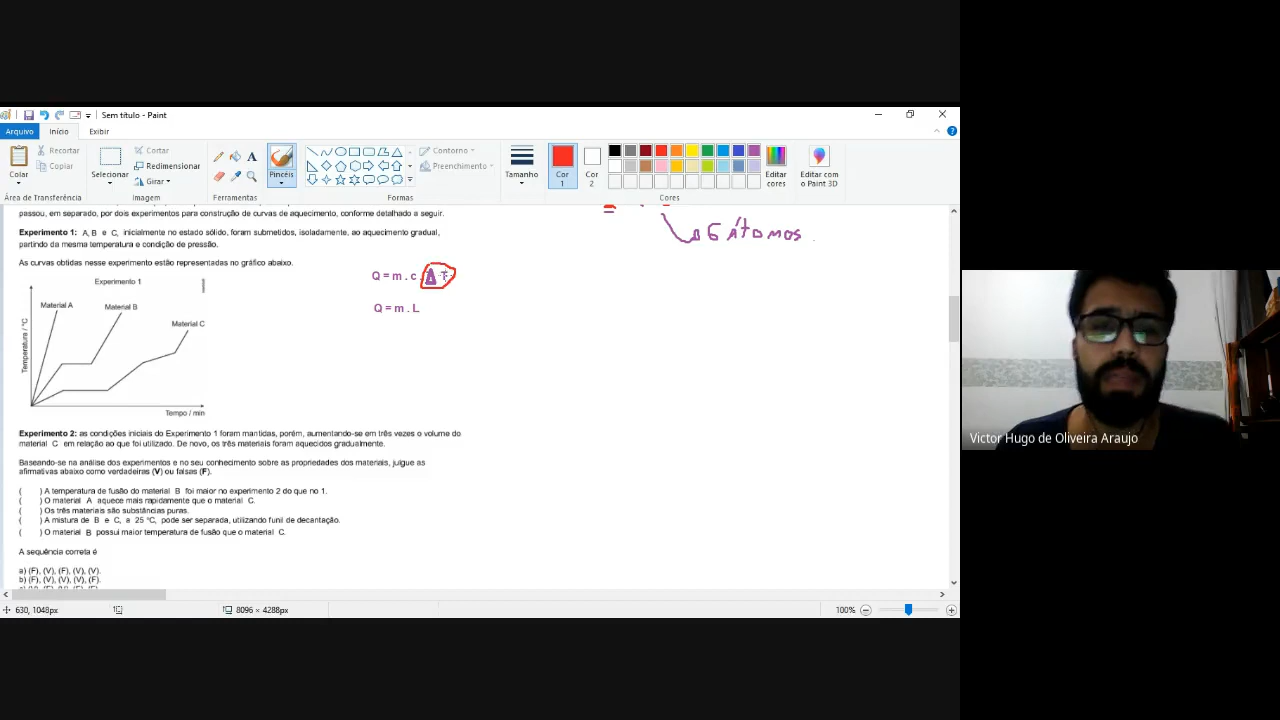 Sem título - Paint
Arquivo Início Exibir
Colar
Recortar
Copiar
Área de Transferência
Selecionar
Cortar
Redimensionar
Girar
Imagem
A
Ferramentas
Pincéis
Contorno
Preenchimento
Formas
Tamanho
Cor 1
Cor 2
Editar cores
Cores
Editar com o Paint 3D
passou, em separado, por dois experimentos para construção de curvas de aquecimento, conforme detalhado a seguir.
Experimento 1: A, B e C, inicialmente no estado sólido, foram submetidos, isoladamente, ao aquecimento gradual,
partindo da mesma temperatura e condição de pressão.
As curvas obtidas nesse experimento estão representadas no gráfico abaixo.
Experimento 1
Material A
Material B
Material C
Temperatura / °C
Tempo / min
Q = m . c . Δ T
Q = m . L
6 átomos
Experimento 2: as condições iniciais do Experimento 1 foram mantidas, porém, aumentando-se em três vezes o volume do
material C em relação ao que foi utilizado. De novo, os três materiais foram aquecidos gradualmente.
Baseando-se na análise dos experimentos e no seu conhecimento sobre as propriedades dos materiais, julgue as
afirmativas abaixo como verdadeiras (V) ou falsas (F).
( ) A temperatura de fusão do material B foi maior no experimento 2 do que no 1.
( ) O material A aquece mais rapidamente que o material C.
( ) Os três materiais são substâncias puras.
( ) A mistura de B e C, a 25 °C, pode ser separada, utilizando funil de decantação.
( ) O material B possui maior temperatura de fusão que o material C.
A sequência correta é
a) (F), (V), (F), (V), (V).
b) (F), (V), (V), (V), (F).
630, 1048px
8096 × 4288px
100%
Victor Hugo de Oliveira Araujo